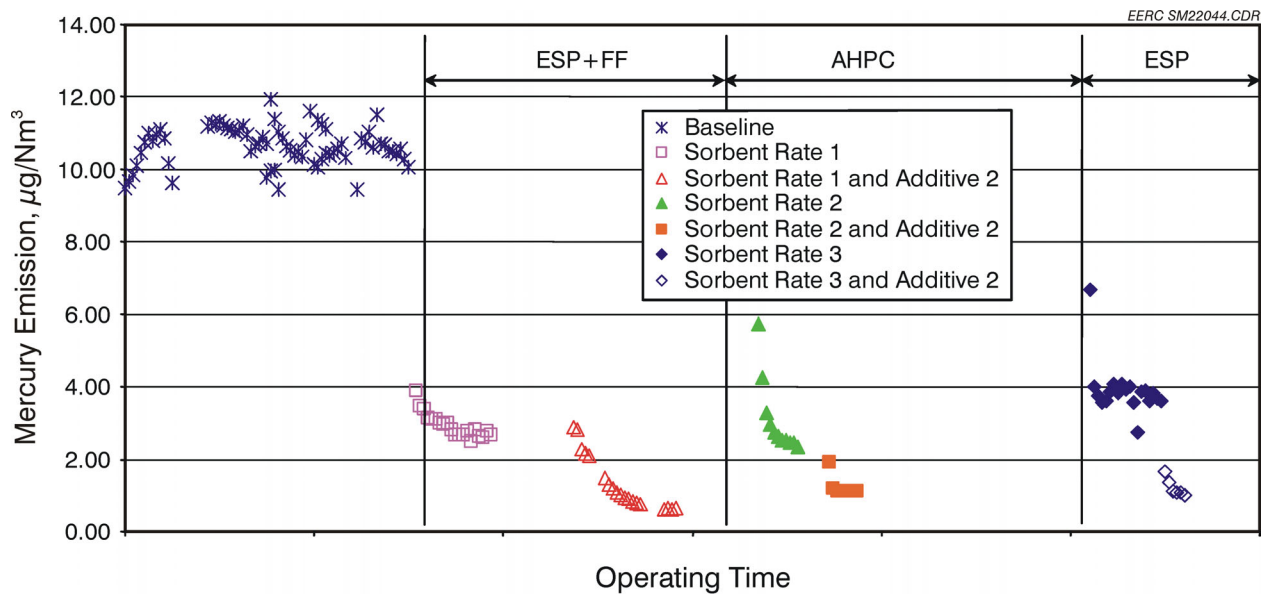 EERC SM22044.CDR
14.00
12.00
10.00
8.00
6.00
4.00
2.00
0.00
Mercury Emission, µg/Nm³
ESP+FF
AHPC
ESP
Baseline
Sorbent Rate 1
Sorbent Rate 1 and Additive 2
Sorbent Rate 2
Sorbent Rate 2 and Additive 2
Sorbent Rate 3
Sorbent Rate 3 and Additive 2
Operating Time